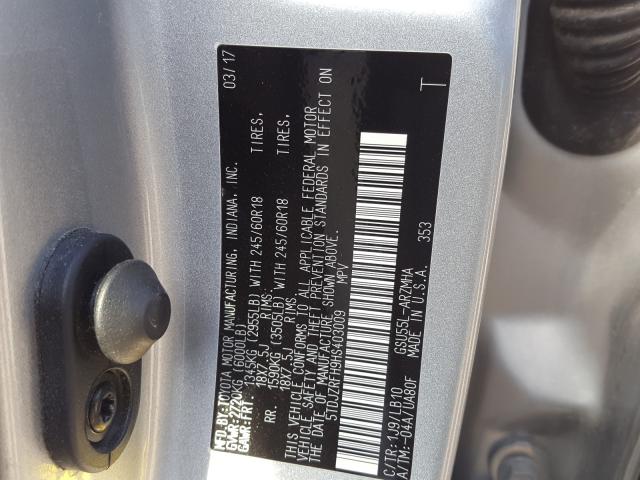 MFD.BY:TOYOTA MOTOR MANUFACTURING, INDIANA, INC. 03/17
GVWR:2720KG(6000LB)
GAWR:FRT. 1345KG(2955LB) WITH 245/60R18 TIRES,
18X7.5J RIMS,
RR. 1590KG(3505LB) WITH 245/60R18 TIRES,
18X7.5J RIMS,
THIS VEHICLE CONFORMS TO ALL APPLICABLE FEDERAL MOTOR
VEHICLE SAFETY AND THEFT PREVENTION STANDARDS IN EFFECT ON
THE DATE OF MANUFACTURE SHOWN ABOVE.
5TDJZRFH9HS403009 MPV
T
C/TR:1J9/LB10 GSU55L-ARZMHA
A/TM:-04A/UA80F MADE IN U.S.A. 353